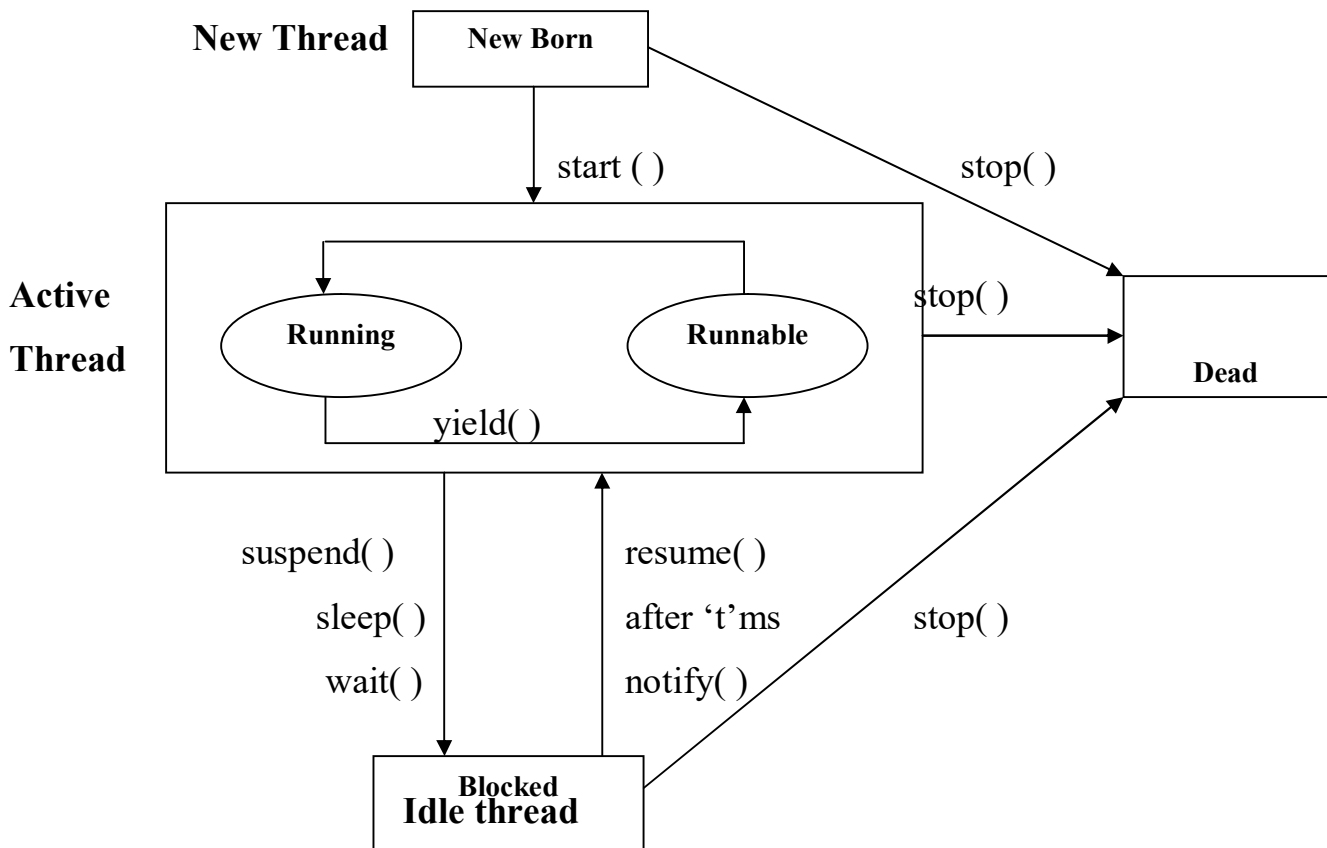 New Thread
New Born
start ( )
stop( )
Active
Thread
Running
Runnable
yield( )
stop( )
Dead
suspend( )
sleep( )
wait( )
resume( )
after ‘t’ms
notify( )
stop( )
Blocked
Idle thread